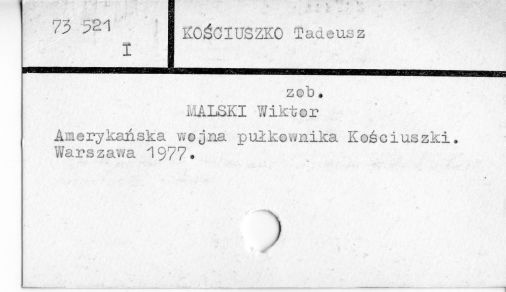 73 521
I
KOŚCIUSZKO Tadeusz
zob.
MALSKI Wiktor
Amerykańska wojna pułkownika Kościuszki.
Warszawa 1977.